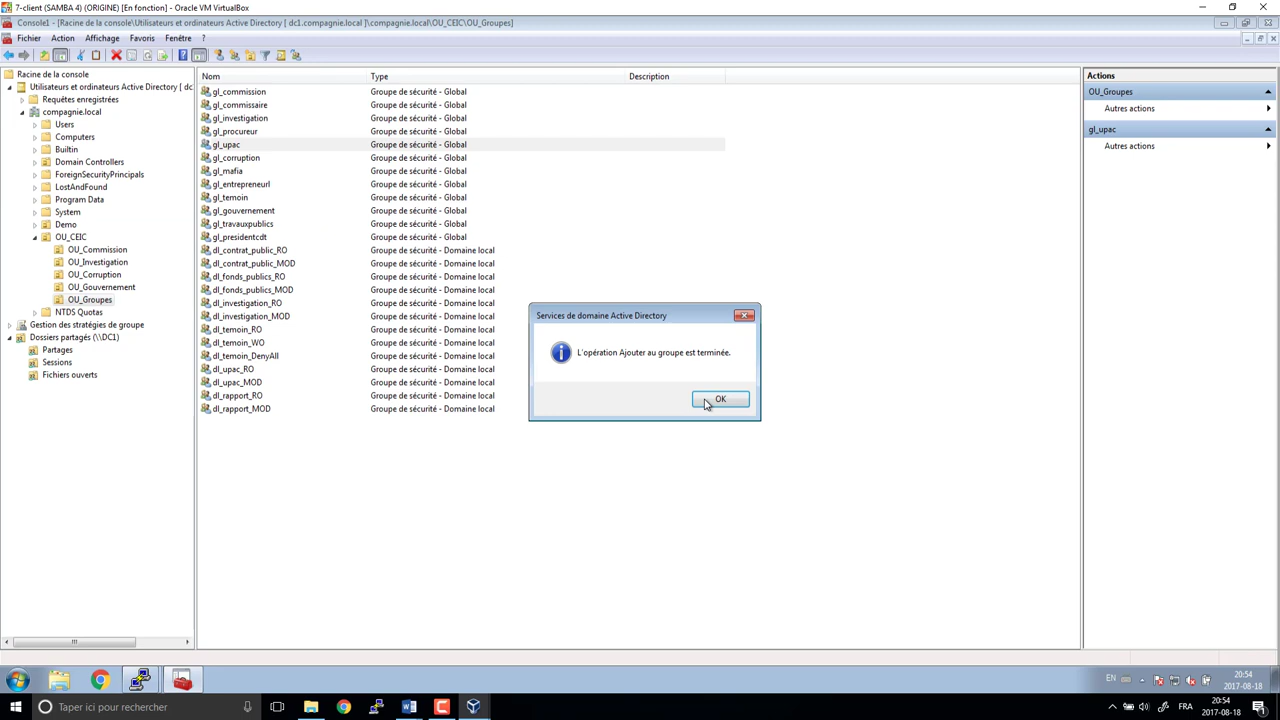 7-client (SAMBA 4) (ORIGINE) [En fonction] - Oracle VM VirtualBox
Console1 - [Racine de la console\Utilisateurs et ordinateurs Active Directory [ dc1.compagnie.local ]\compagnie.local\OU_CEIC\OU_Groupes]
Fichier Action Affichage Favoris Fenêtre ?
Racine de la console
Utilisateurs et ordinateurs Active Directory [ dc
Requêtes enregistrées
compagnie.local
Users
Computers
Builtin
Domain Controllers
ForeignSecurityPrincipals
LostAndFound
Program Data
System
Demo
OU_CEIC
OU_Commission
OU_Investigation
OU_Corruption
OU_Gouvernement
OU_Groupes
NTDS Quotas
Gestion des stratégies de groupe
Dossiers partagés (\\DC1)
Partages
Sessions
Fichiers ouverts
Nom Type Description
gl_commission Groupe de sécurité - Global
gl_commissaire Groupe de sécurité - Global
gl_investigation Groupe de sécurité - Global
gl_procureur Groupe de sécurité - Global
gl_upac Groupe de sécurité - Global
gl_corruption Groupe de sécurité - Global
gl_mafia Groupe de sécurité - Global
gl_entrepreneurl Groupe de sécurité - Global
gl_temoin Groupe de sécurité - Global
gl_gouvernement Groupe de sécurité - Global
gl_travauxpublics Groupe de sécurité - Global
gl_presidentcdt Groupe de sécurité - Global
dl_contrat_public_RO Groupe de sécurité - Domaine local
dl_contrat_public_MOD Groupe de sécurité - Domaine local
dl_fonds_publics_RO Groupe de sécurité - Domaine local
dl_fonds_publics_MOD Groupe de sécurité - Domaine local
dl_investigation_RO Groupe de sécurité - Domaine local
dl_investigation_MOD Groupe de sécurité - Domaine local
dl_temoin_RO Groupe de sécurité - Domaine local
dl_temoin_WO Groupe de sécurité - Domaine local
dl_temoin_DenyAll Groupe de sécurité - Domaine local
dl_upac_RO Groupe de sécurité - Domaine local
dl_upac_MOD Groupe de sécurité - Domaine local
dl_rapport_RO Groupe de sécurité - Domaine local
dl_rapport_MOD Groupe de sécurité - Domaine local
Services de domaine Active Directory
L'opération Ajouter au groupe est terminée.
OK
Actions
OU_Groupes
Autres actions
gl_upac
Autres actions
EN
20:54
2017-08-18
Taper ici pour rechercher
FRA
20:54
2017-08-18